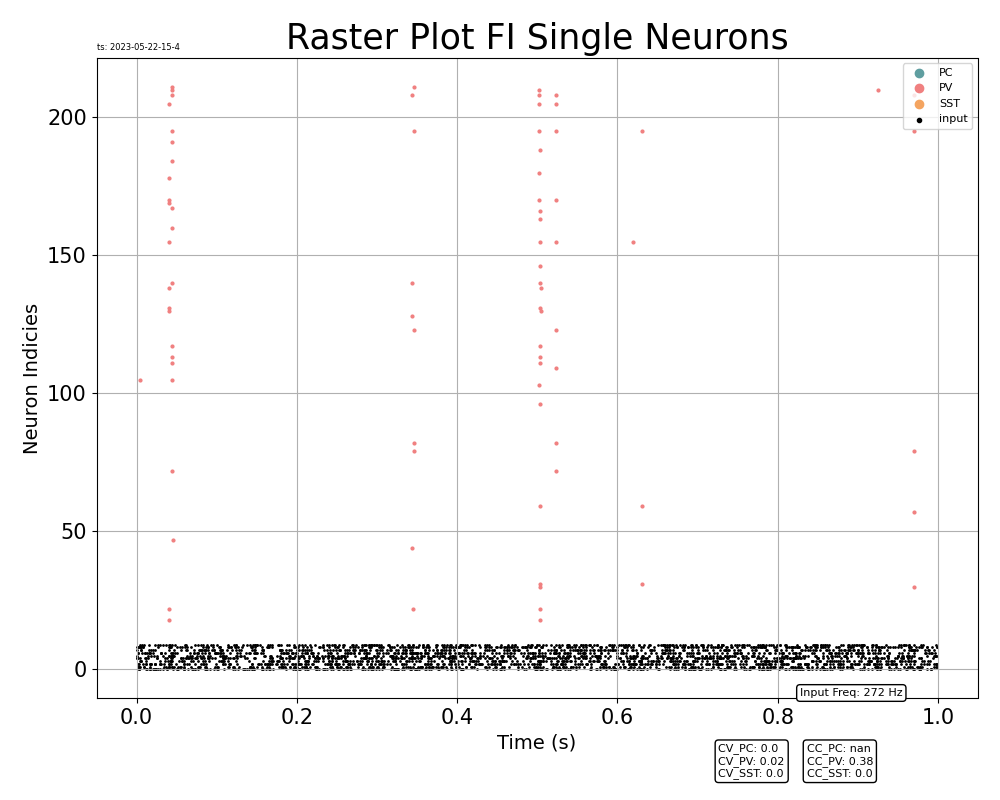 Raster Plot FI Single Neurons
ts: 2023-05-22-15-4
PC
PV
SST
input
200
150
100
50
0
Neuron Indicies
0.0 0.2 0.4 0.6 0.8 1.0
Time (s)
Input Freq: 272 Hz
CV_PC: 0.0
CV_PV: 0.02
CV_SST: 0.0
CC_PC: nan
CC_PV: 0.38
CC_SST: 0.0